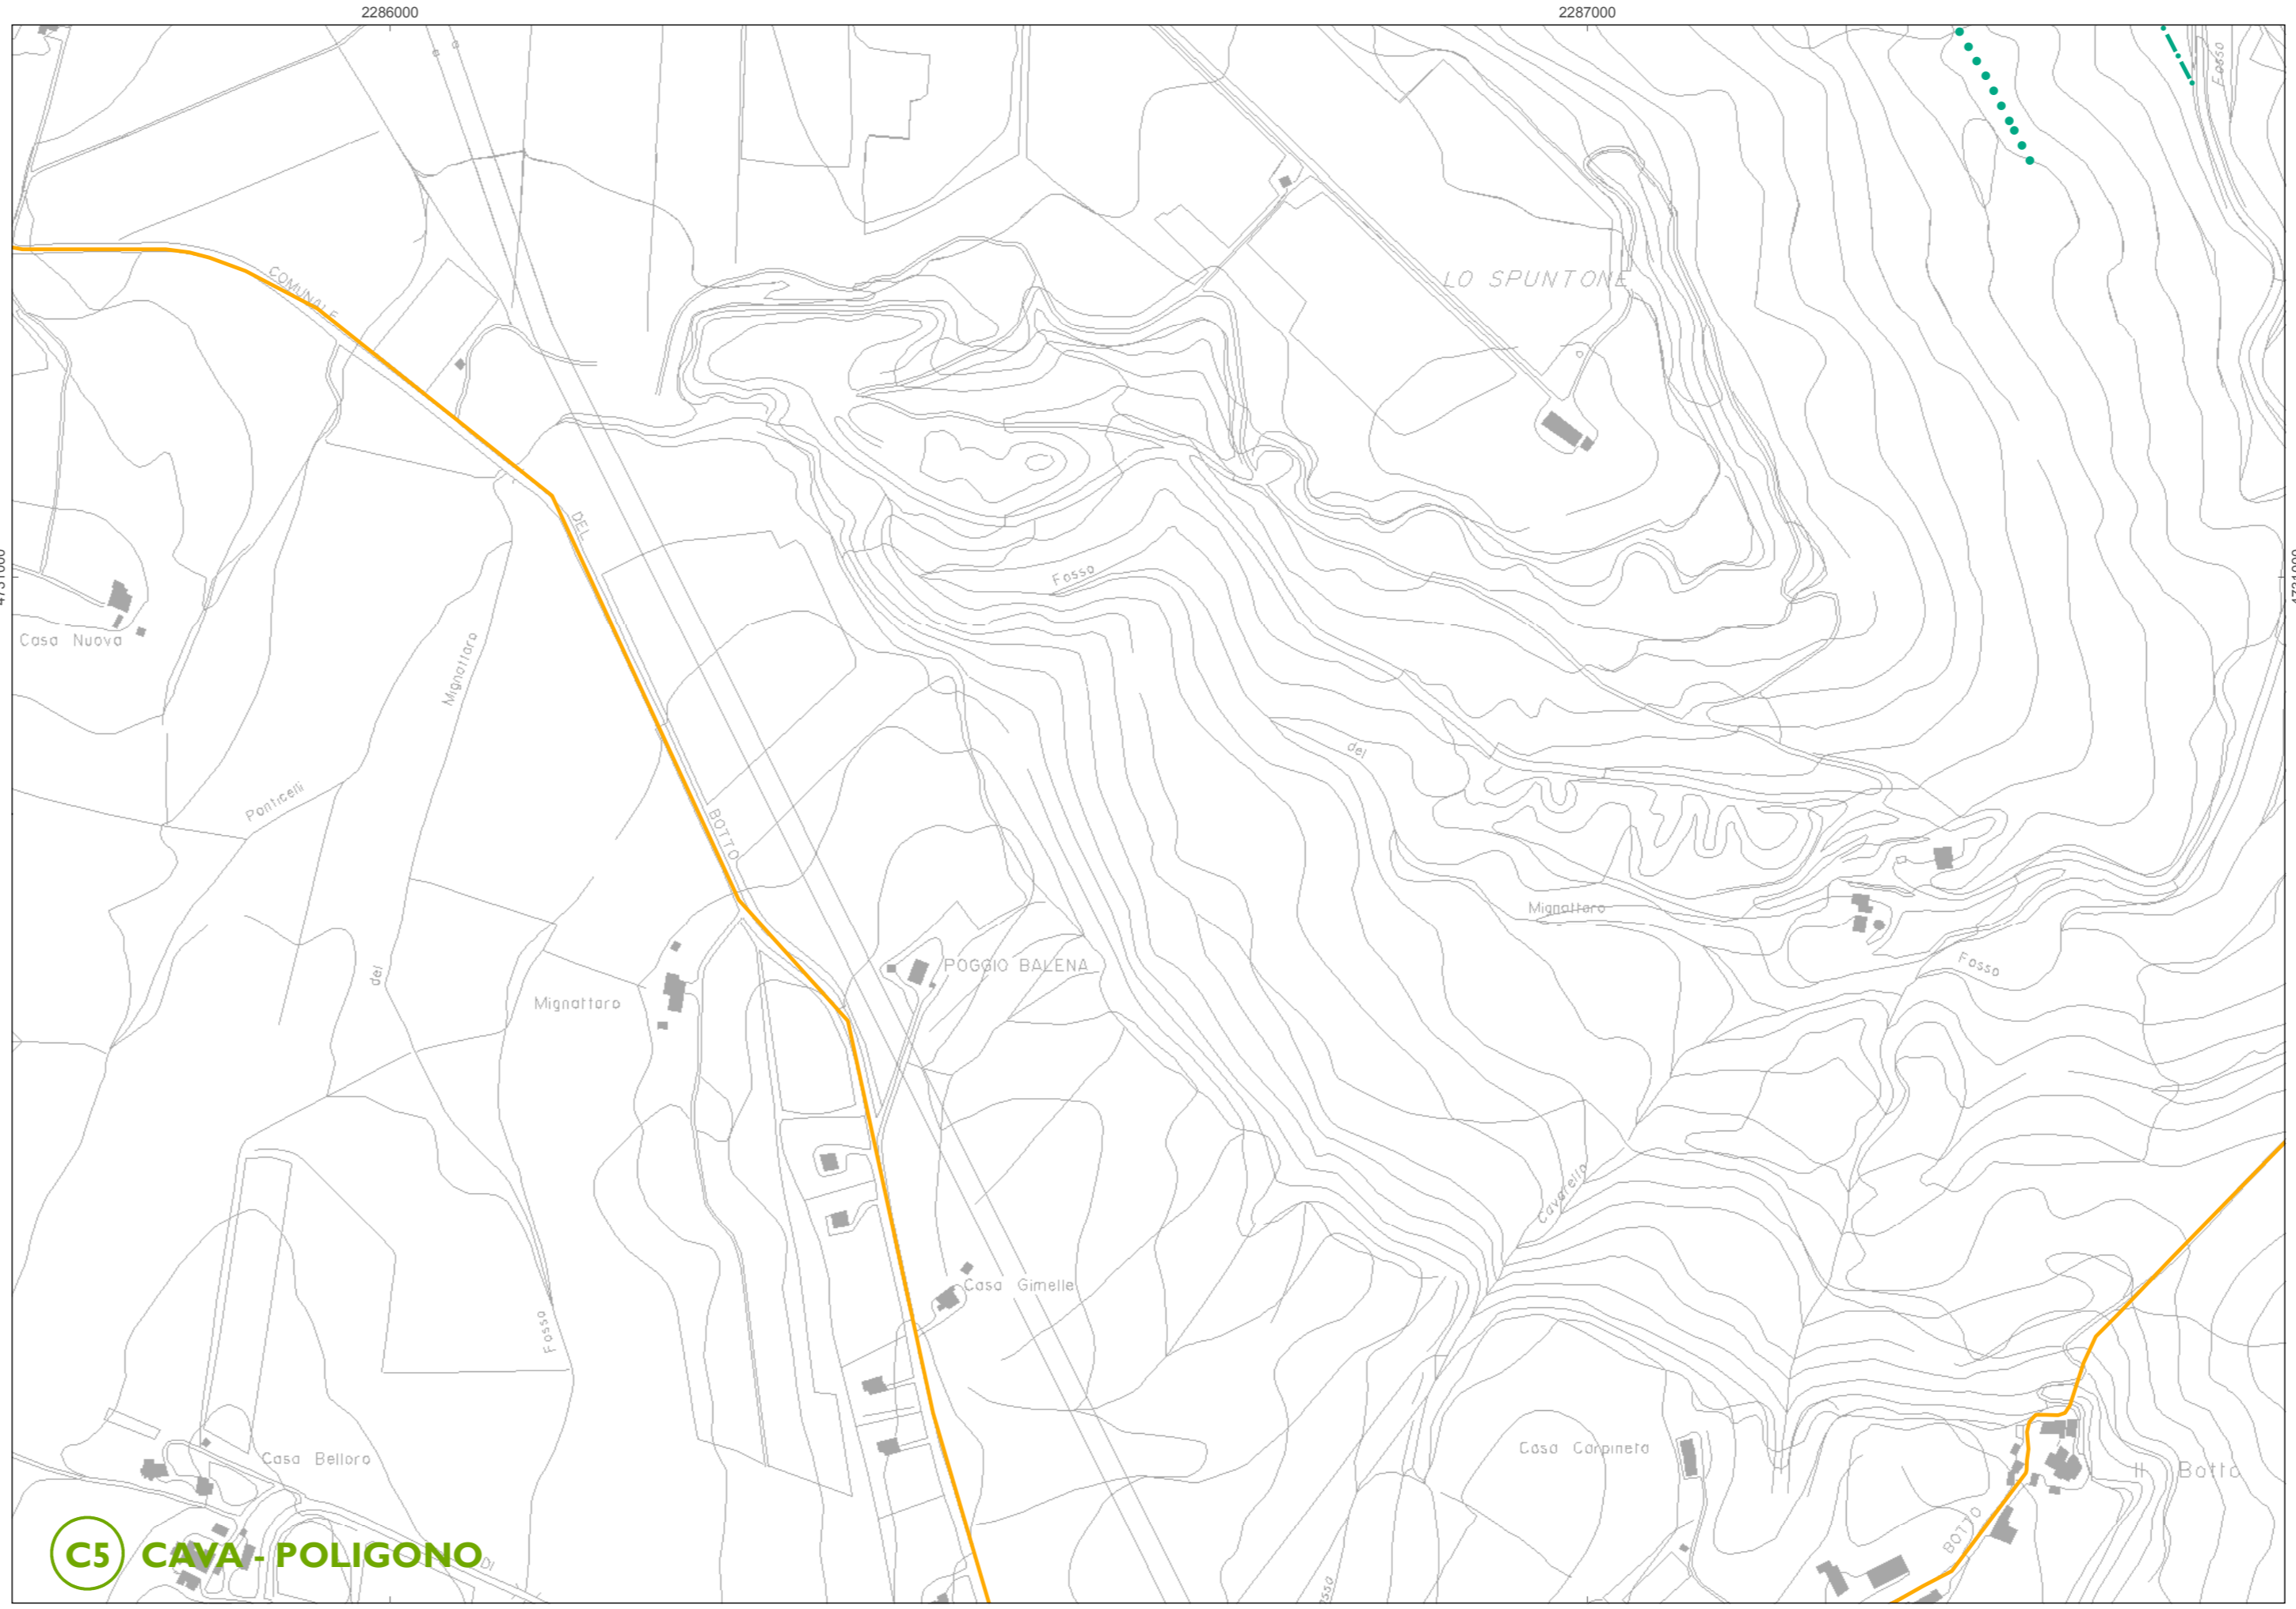 2286000
2287000
Fosso
COMUNALE
LO SPUNTONE
DEL
Fosso
Casa Nuova
Mignattaro
del
Ponticelli
BOTTO
Mignattaro
del
POGGIO BALENA
Fosso
Mignattaro
Cavarello
Casa Gimelle
Fosso
Casa Belloro
Casa Carpineto
Il Botto
BOTTO
C5 CAVA - POLIGONO
DI